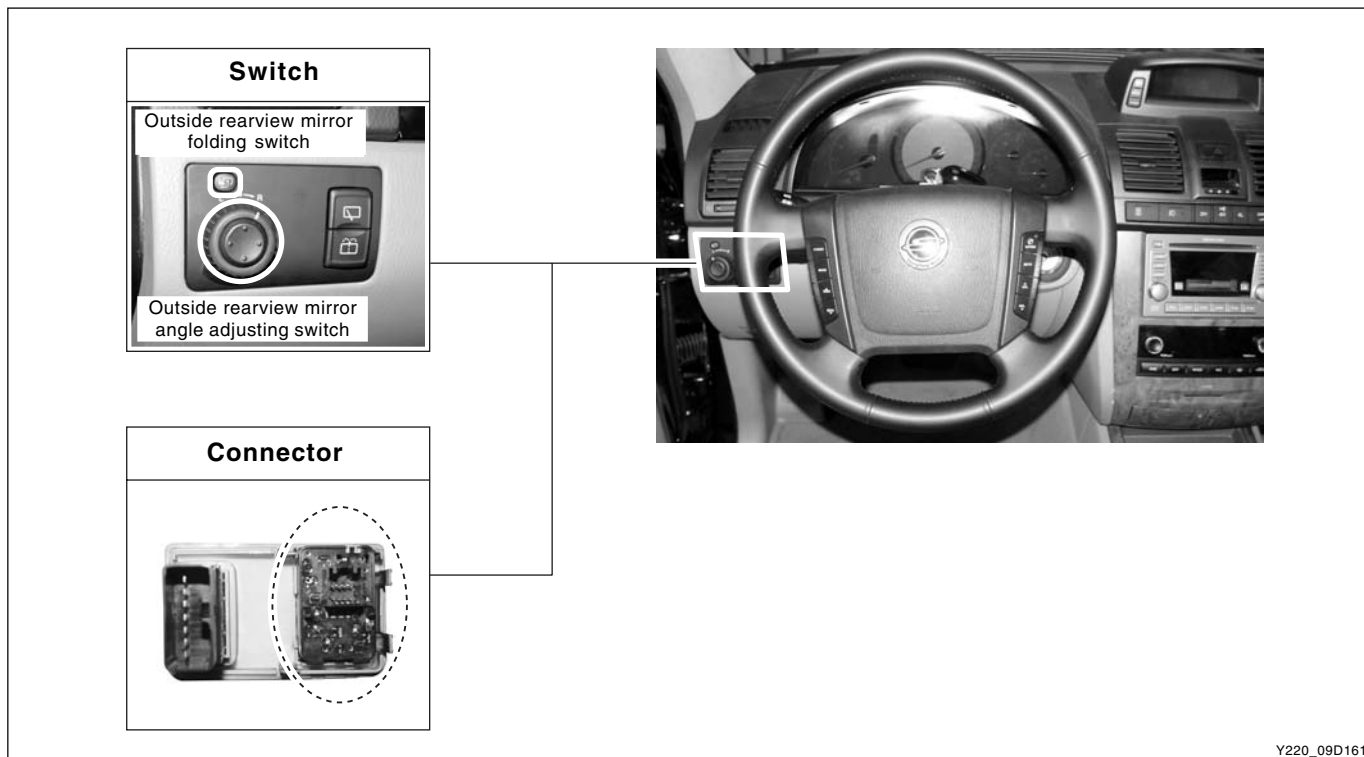 Switch
Outside rearview mirror
folding switch
R
Outside rearview mirror
angle adjusting switch
Connector
Y220_09D161